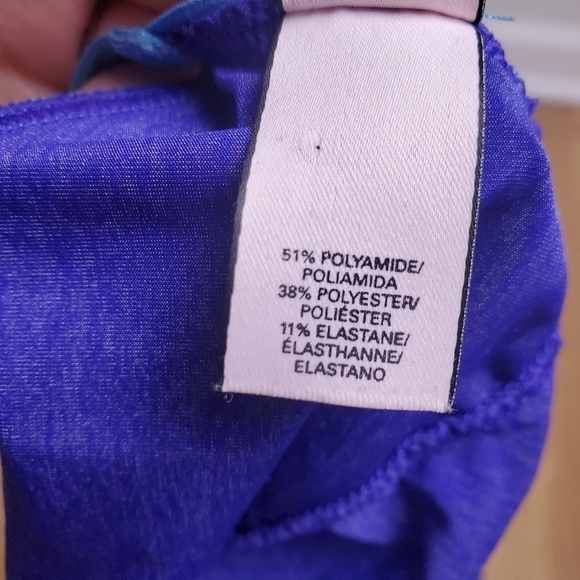 51% POLYAMIDE/
POLIAMIDA
38% POLYESTER/
POLIÉSTER
11% ELASTANE/
ÉLASTHANNE/
ELASTANO